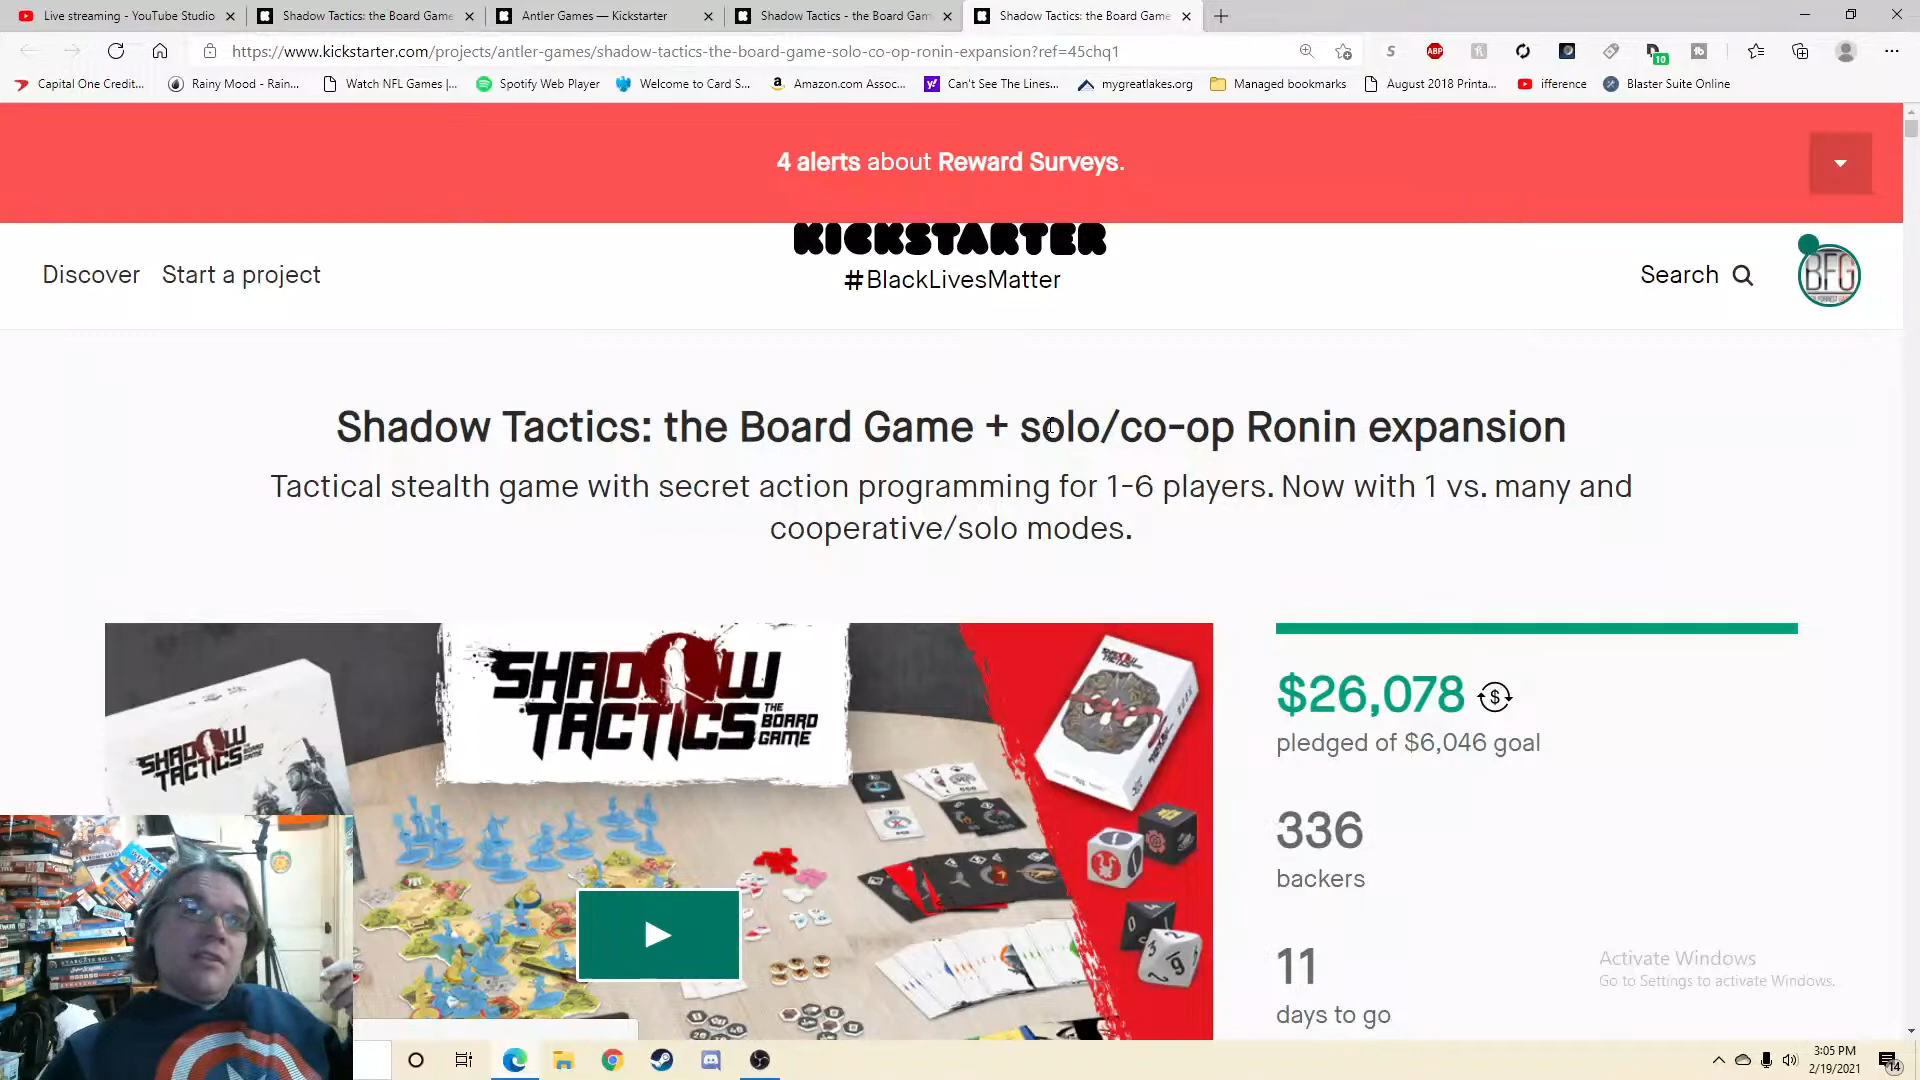 Live streaming - YouTube Studio
Shadow Tactics: the Board Game
Antler Games — Kickstarter
Shadow Tactics - the Board Gam
Shadow Tactics: the Board Game
https://www.kickstarter.com/projects/antler-games/shadow-tactics-the-board-game-solo-co-op-ronin-expansion?ref=45chq1
S
ABP
10
Capital One Credit...
Rainy Mood - Rain...
Watch NFL Games |...
Spotify Web Player
Welcome to Card S...
Amazon.com Assoc...
Can't See The Lines...
mygreatlakes.org
Managed bookmarks
August 2018 Printa...
ifference
Blaster Suite Online
4 alerts about Reward Surveys.
KICKSTARTER
#BlackLivesMatter
Discover
Start a project
Search
BFG
Shadow Tactics: the Board Game + solo/co-op Ronin expansion
Tactical stealth game with secret action programming for 1-6 players. Now with 1 vs. many and
cooperative/solo modes.
SHADOW
TACTICS
THE
BOARD
GAME
SHADOW
TACTICS
$26,078
pledged of $6,046 goal
336
backers
11
days to go
Activate Windows
Go to Settings to activate Windows.
3:05 PM
2/19/2021
14